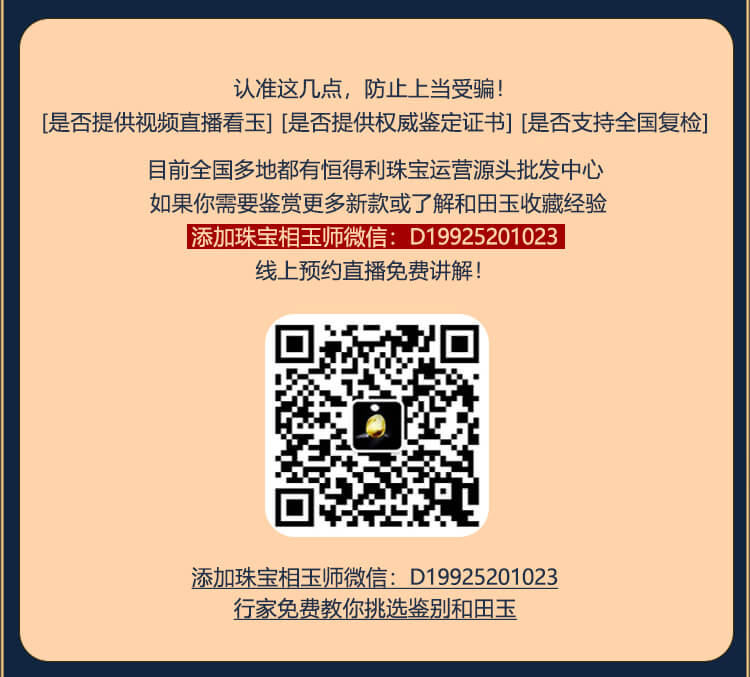 认准这几点，防止上当受骗！
[是否提供视频直播看玉] [是否提供权威鉴定证书] [是否支持全国复检]
目前全国多地都有恒得利珠宝运营源头批发中心
如果你需要鉴赏更多新款或了解和田玉收藏经验
添加珠宝相玉师微信：D19925201023
线上预约直播免费讲解！
添加珠宝相玉师微信：D19925201023
行家免费教你挑选鉴别和田玉